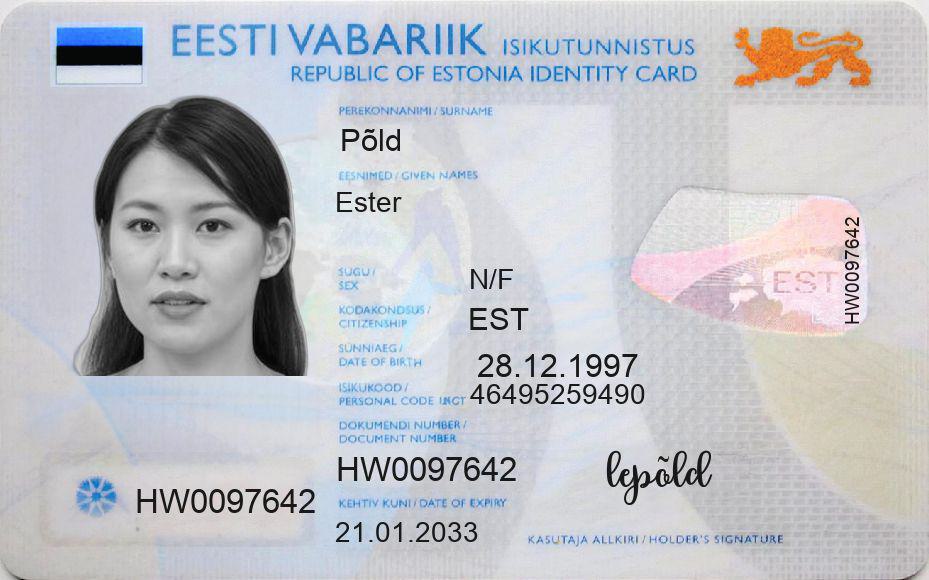 EESTI VABARIIK ISIKUTUNNISTUS
REPUBLIC OF ESTONIA IDENTITY CARD
PEREKONNANIMI / SURNAME
Põld
EESNIMED / GIVEN NAMES
Ester
SUGU /
SEX
N/F
KODAKONDSUS /
CITIZENSHIP
EST
SÜNNIAEG /
DATE OF BIRTH
28.12.1997
ISIKUKOOD /
PERSONAL CODE
46495259490
DOKUMENDI NUMBER /
DOCUMENT NUMBER
HW0097642
HW0097642
KEHTIV KUNI / DATE OF EXPIRY
21.01.2033
EST
HW0097642
lepõld
KASUTAJA ALLKIRI / HOLDER'S SIGNATURE